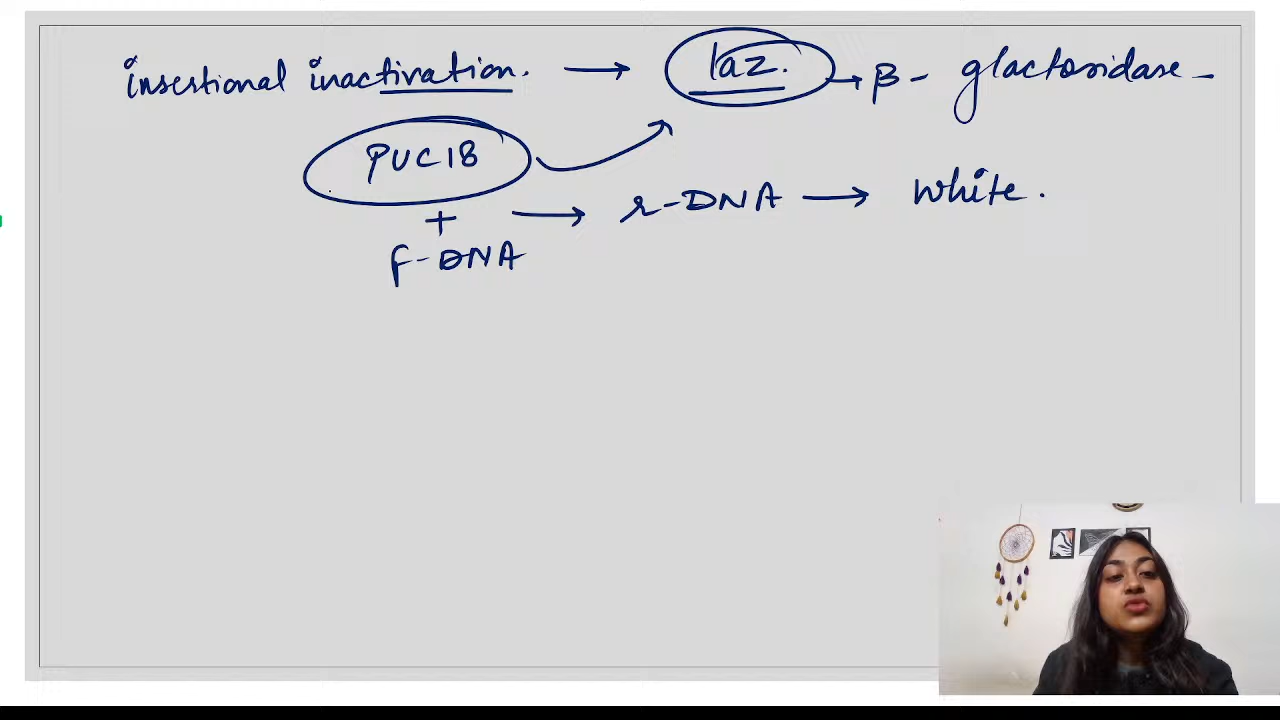 insertional inactivation. → laz. → β - glactosidase -
PUC18
+ → r-DNA → White.
F-DNA